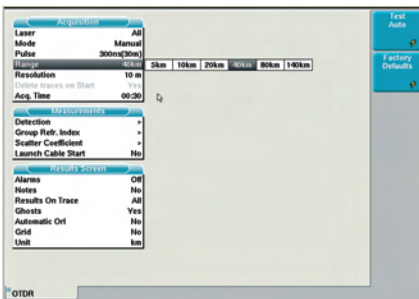 Acquisition
Laser All
Mode Manual
Pulse 300ns(30m)
Range 40km 5km 10km 20km 40km 80km 140km
Resolution 10 m
Delete traces on Start Yes
Acq. Time 00:30
Measurements
Detection >
Group Refr. Index >
Scatter Coefficient >
Launch Cable Start No
Results Screen
Alarms Off
Notes No
Results On Trace All
Ghosts Yes
Automatic Orl No
Grid No
Unit km
Test
Auto
Factory
Defaults
OTDR